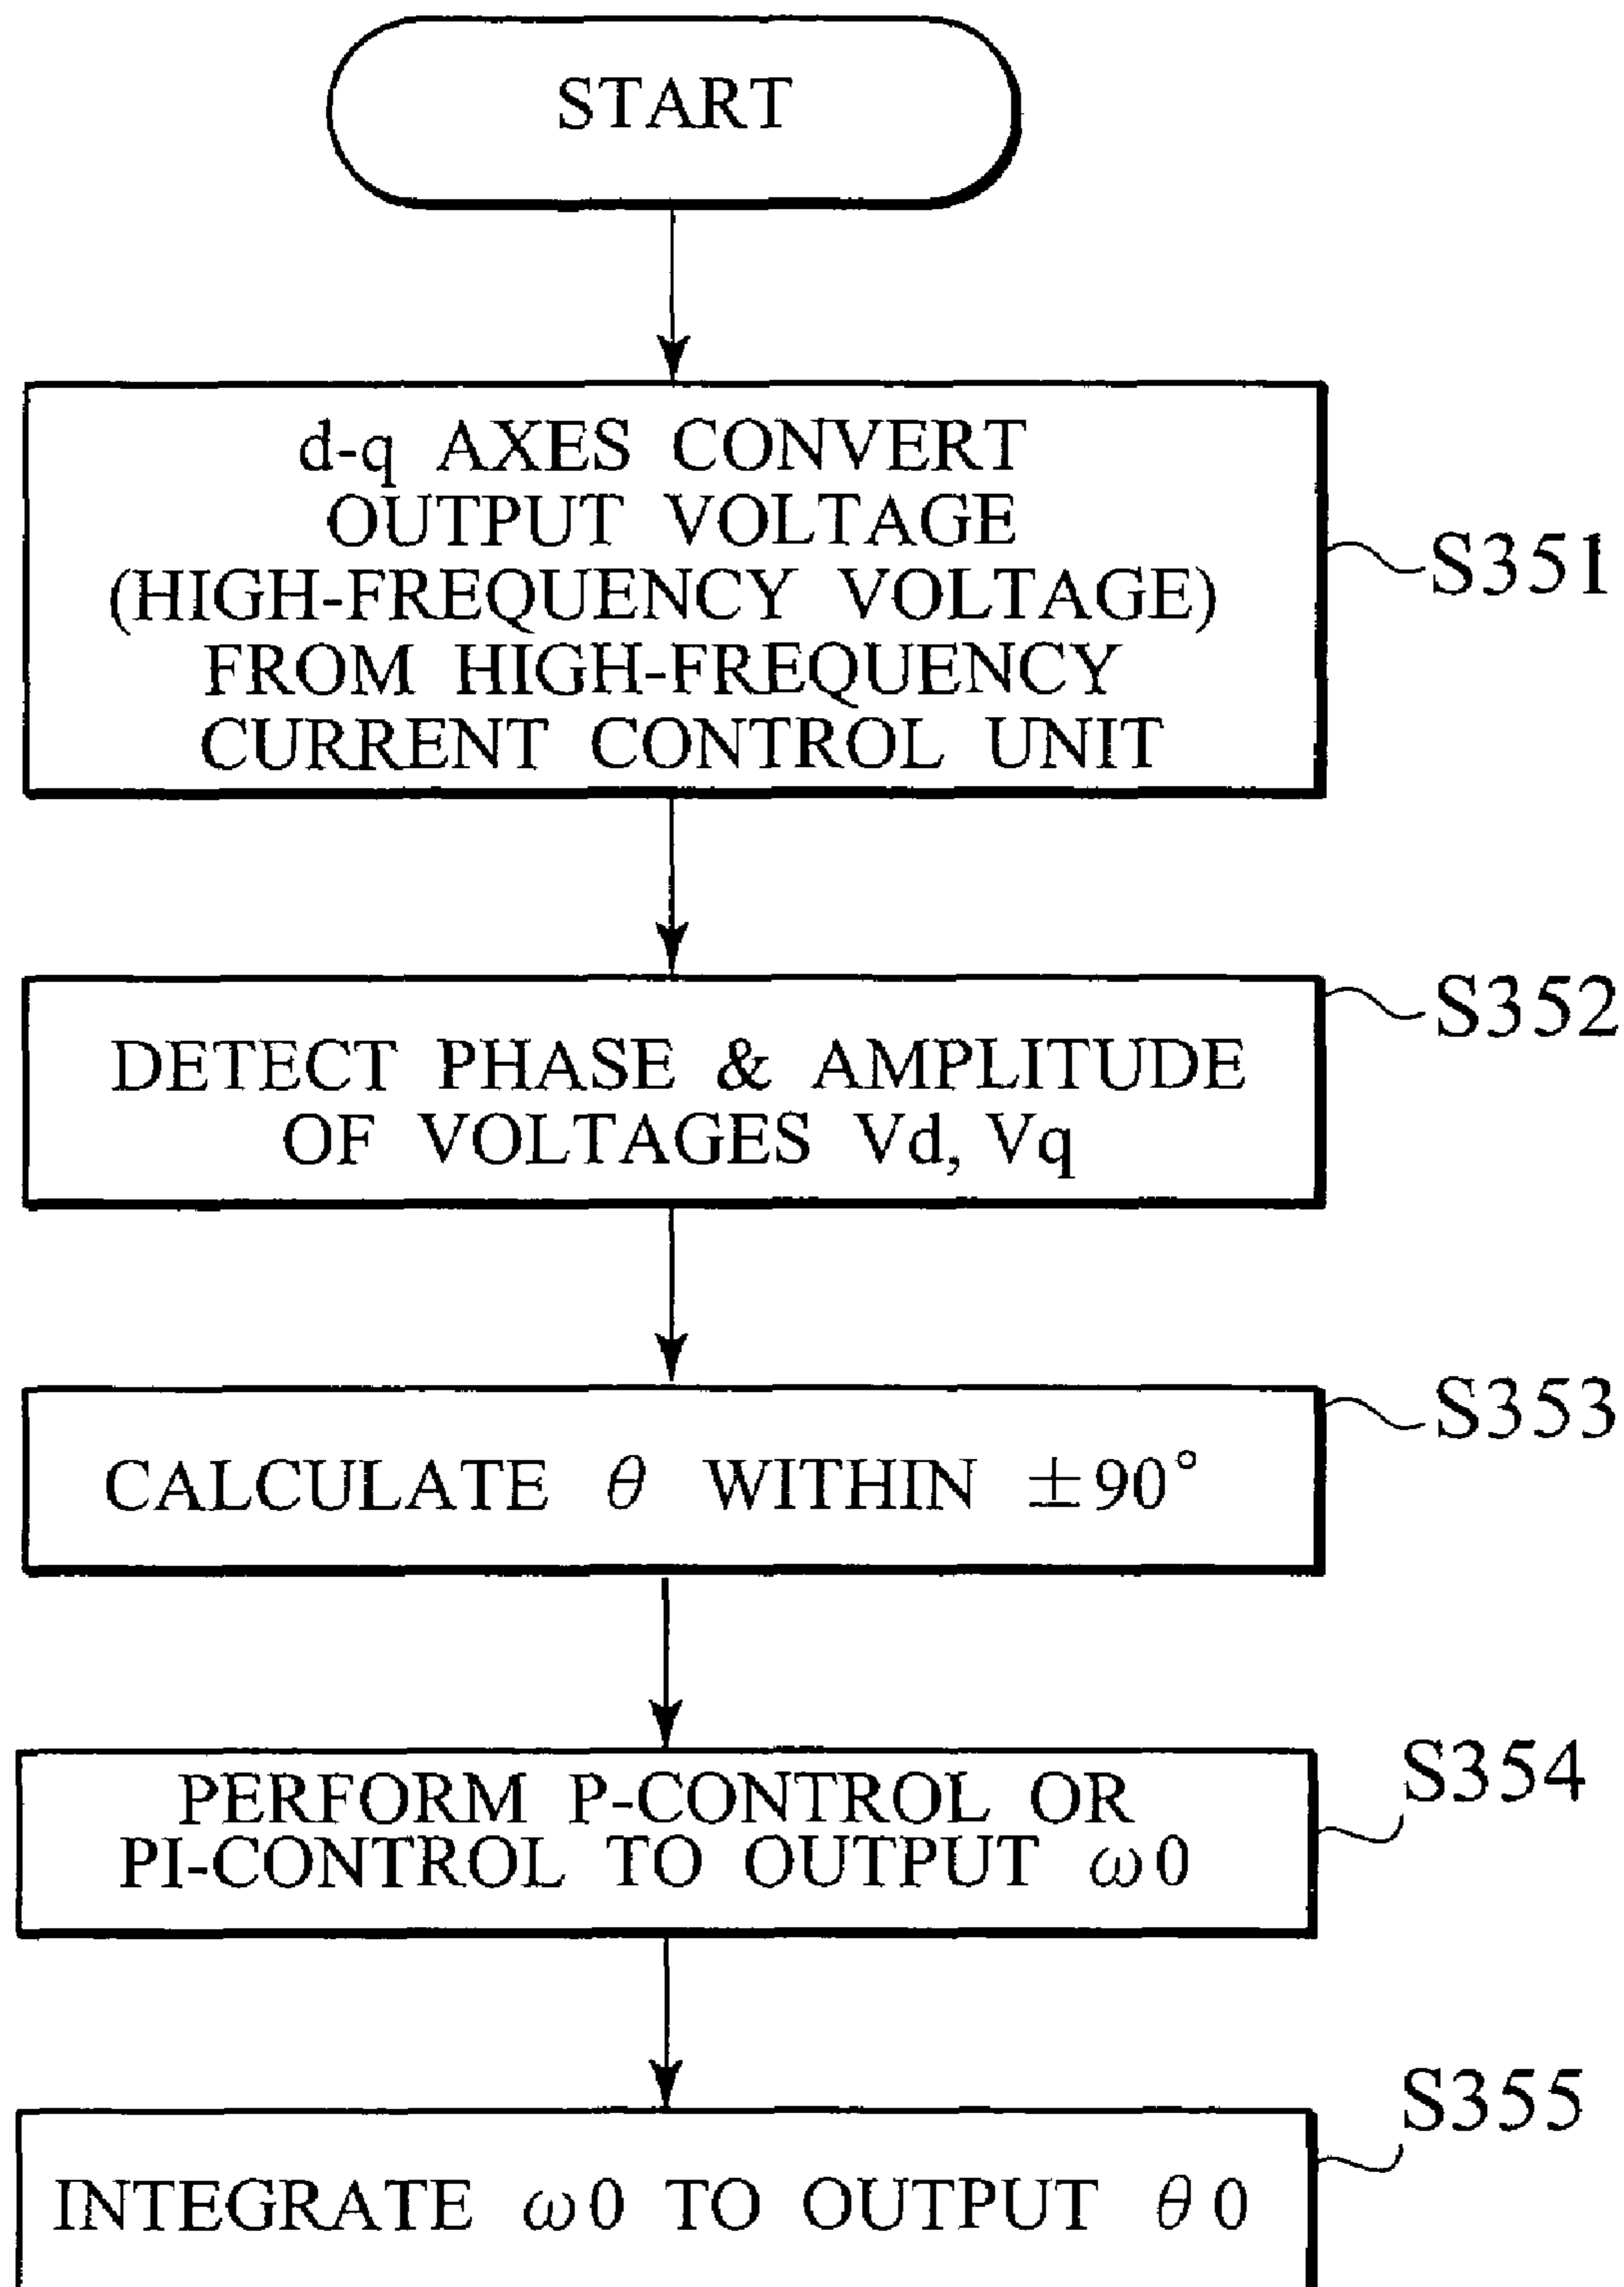 START
d-q AXES CONVERT
OUTPUT VOLTAGE
(HIGH-FREQUENCY VOLTAGE)
FROM HIGH-FREQUENCY
CURRENT CONTROL UNIT
S351
S352
DETECT PHASE & AMPLITUDE
OF VOLTAGES Vd, Vq
S353
CALCULATE θ WITHIN ±90°
S354
PERFORM P-CONTROL OR
PI-CONTROL TO OUTPUT ω0
S355
INTEGRATE ω0 TO OUTPUT θ0